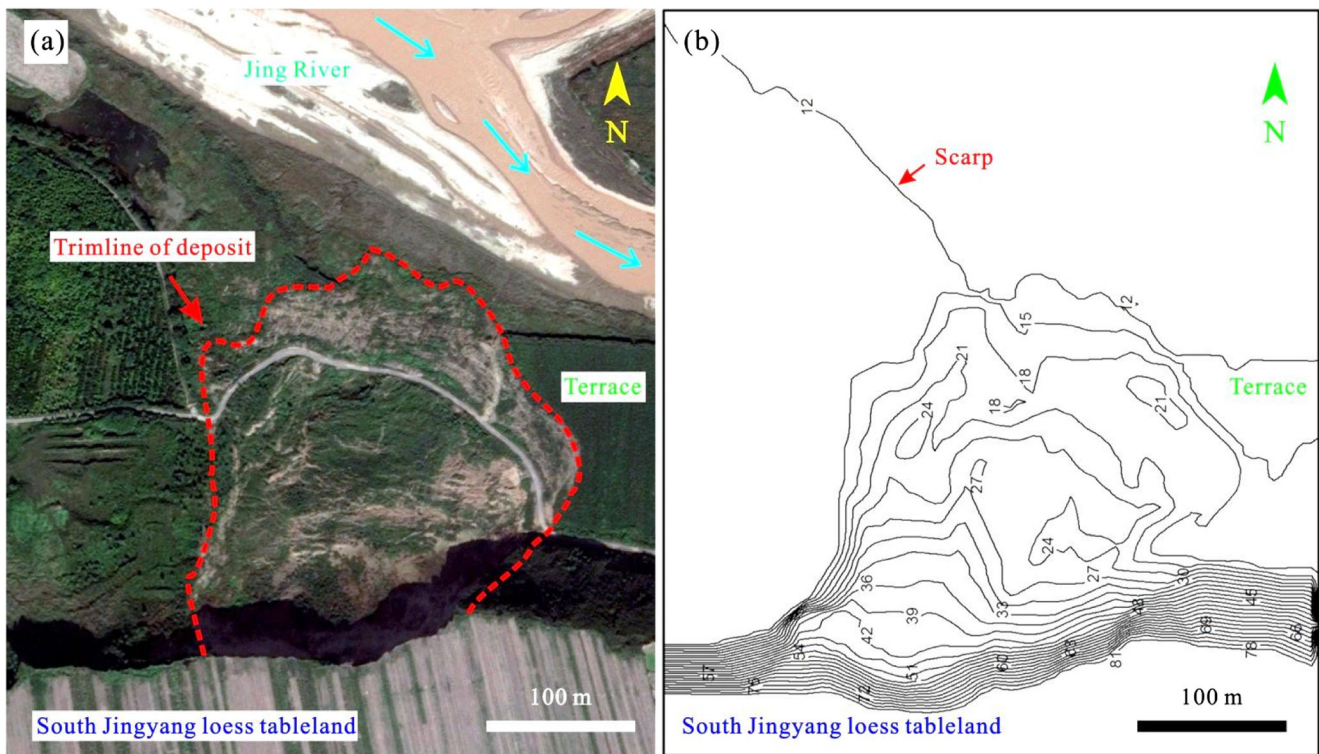 (a)
Jing River
N
Trimline of deposit
Terrace
100 m
South Jingyang loess tableland
(b)
12
N
Scarp
12
15
21
18
Terrace
24
18
21
27
24
27
30
36
33
39
48
45
42
54
69
66
51
60
63
81
78
57
75
72
100 m
South Jingyang loess tableland